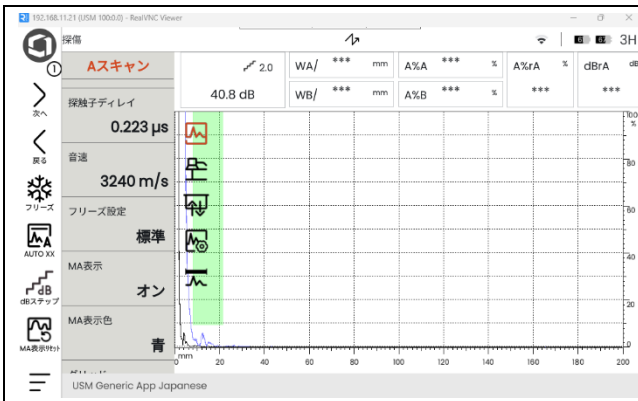 192.168.11.21 (USM 100:0.0) - RealVNC Viewer
探傷
3H
1
Aスキャン
2.0
40.8 dB
WA/ *** mm
A%A *** %
A%rA %
***
dBrA dB
***
WB/ *** mm
A%B *** %
次へ
戻る
フリーズ
AUTO XX
dB
dBステップ
MA表示リセット
探触子ディレイ
0.223 µs
音速
3240 m/s
フリーズ設定
標準
MA表示
オン
MA表示色
青
100
%
80
60
40
20
0
mm
0 20 40 60 80 100 120 140 160 180 200
USM Generic App Japanese